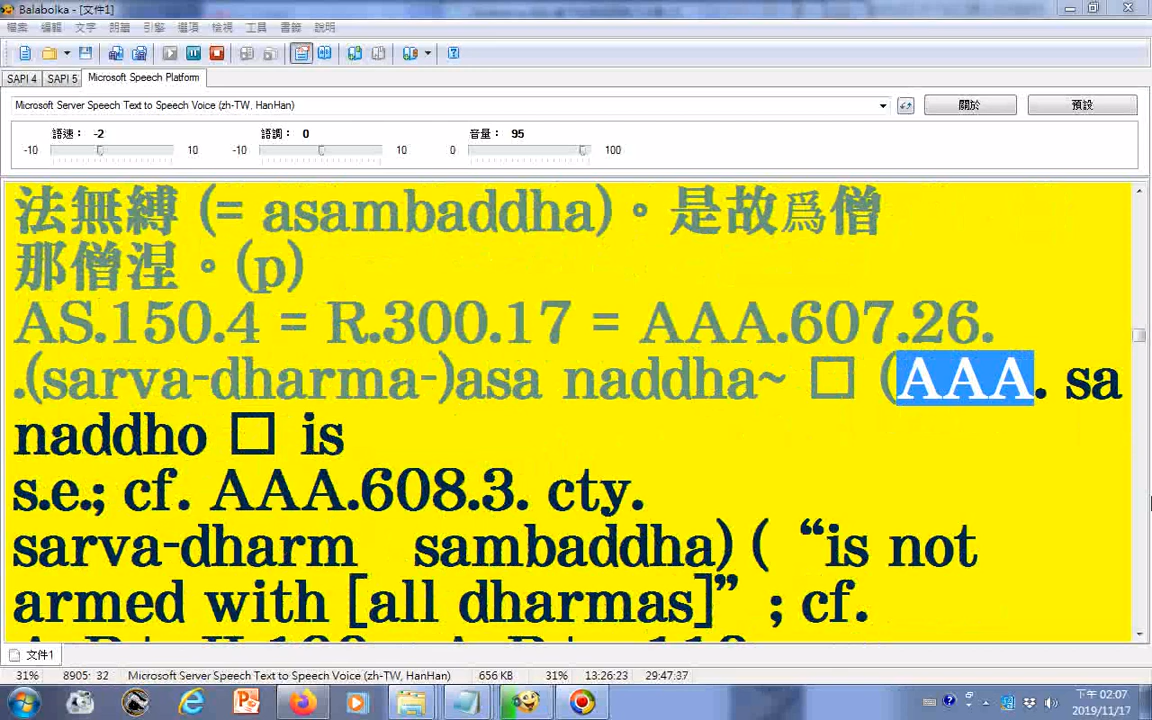 Balabolka - [文件1]
檔案 編輯 文字 朗讀 引擎 選項 檢視 工具 書籤 說明
SAPI 4 SAPI 5 Microsoft Speech Platform
Microsoft Server Speech Text to Speech Voice (zh-TW, HanHan) 關於 預設
語速： -2 語調： 0 音量： 95
-10 10 -10 10 0 100
法無縛 (= asambaddha)。是故爲僧
那僧涅。(p)
AS.150.4 = R.300.17 = AAA.607.26.
.(sarva-dharma-)asa naddha~ □ (AAA. sa
naddho □ is
s.e.; cf. AAA.608.3. cty.
sarva-dharm sambaddha) ( “is not
armed with [all dharmas]” ; cf.
文件1
31% 8905: 32 Microsoft Server Speech Text to Speech Voice (zh-TW, HanHan) 656 KB 31% 13:26:23 29:47:37
下午 02:07
2019/11/17